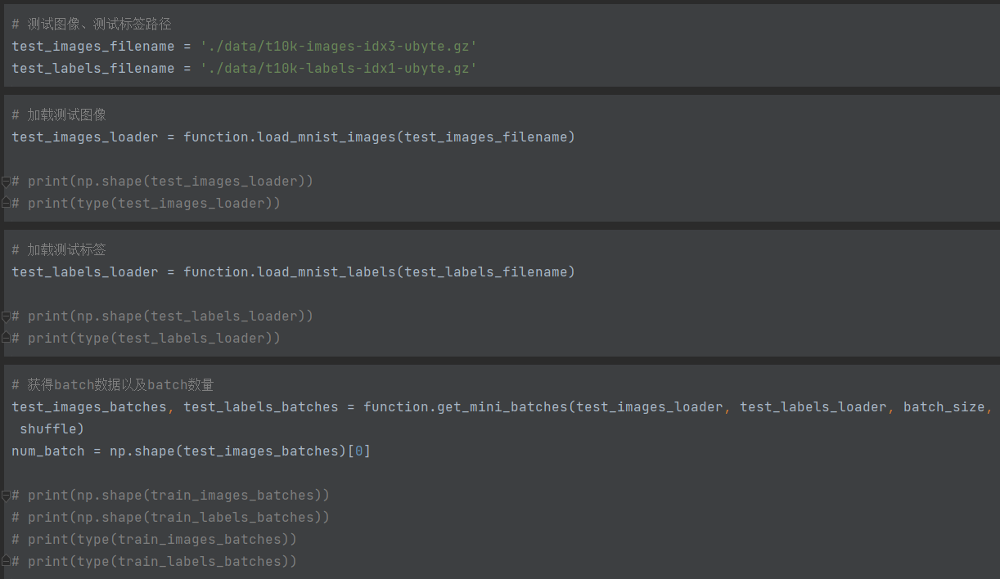 # 测试图像、测试标签路径
test_images_filename = './data/t10k-images-idx3-ubyte.gz'
test_labels_filename = './data/t10k-labels-idx1-ubyte.gz'
# 加载测试图像
test_images_loader = function.load_mnist_images(test_images_filename)
# print(np.shape(test_images_loader))
# print(type(test_images_loader))
# 加载测试标签
test_labels_loader = function.load_mnist_labels(test_labels_filename)
# print(np.shape(test_labels_loader))
# print(type(test_labels_loader))
# 获得batch数据以及batch数量
test_images_batches, test_labels_batches = function.get_mini_batches(test_images_loader, test_labels_loader, batch_size,
shuffle)
num_batch = np.shape(test_images_batches)[0]
# print(np.shape(train_images_batches))
# print(np.shape(train_labels_batches))
# print(type(train_images_batches))
# print(type(train_labels_batches))